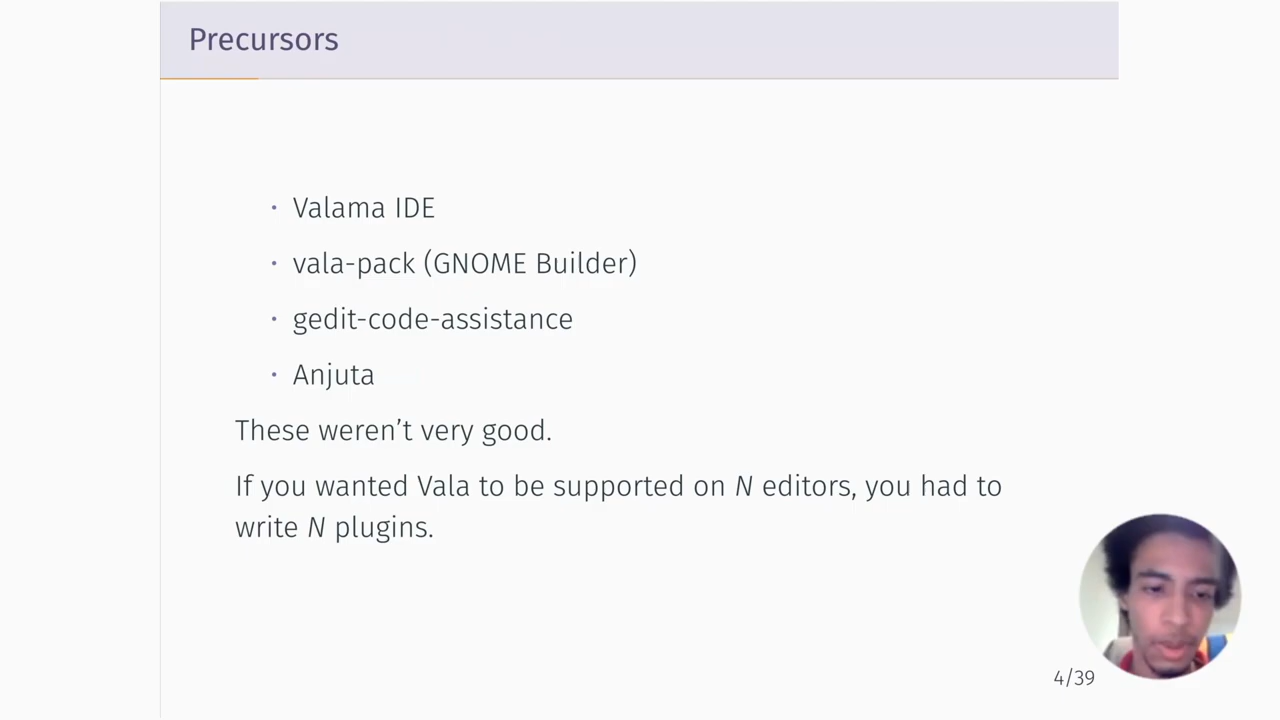 Precursors
• Valama IDE
• vala-pack (GNOME Builder)
• gedit-code-assistance
• Anjuta
These weren’t very good.
If you wanted Vala to be supported on N editors, you had to
write N plugins.
4/39